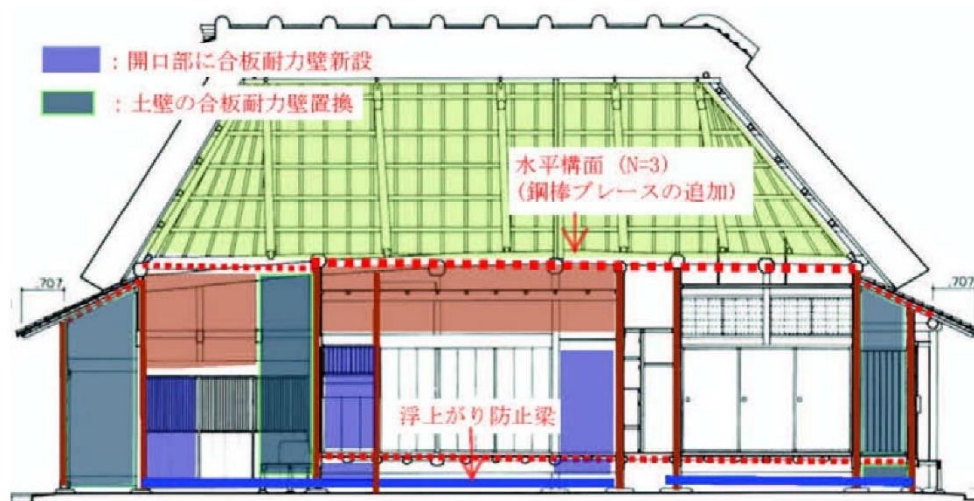 ：開口部に合板耐力壁新設
：土壁の合板耐力壁置換
水平構面 (N=3)
(鋼棒ブレースの追加)
.707
.707
浮上がり防止梁